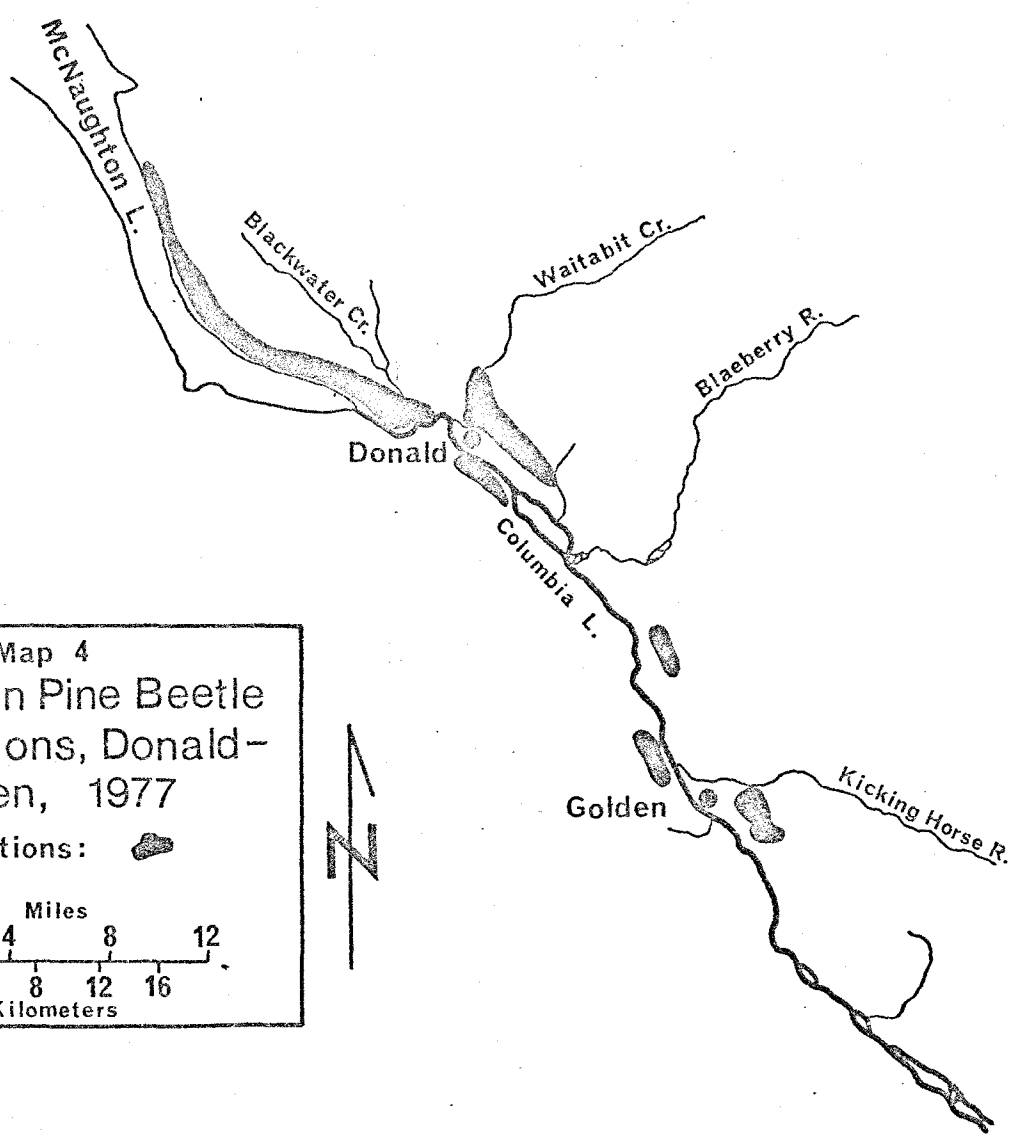 McNaughton L.
Blackwater Cr.
Waitabit Cr.
Blaeberry R.
Donald
Columbia L.
Golden
Kicking Horse R.
Map 4
n Pine Beetle
ons, Donald-
en, 1977
tions:
Miles
4 8 12
8 12 16
Kilometers
N